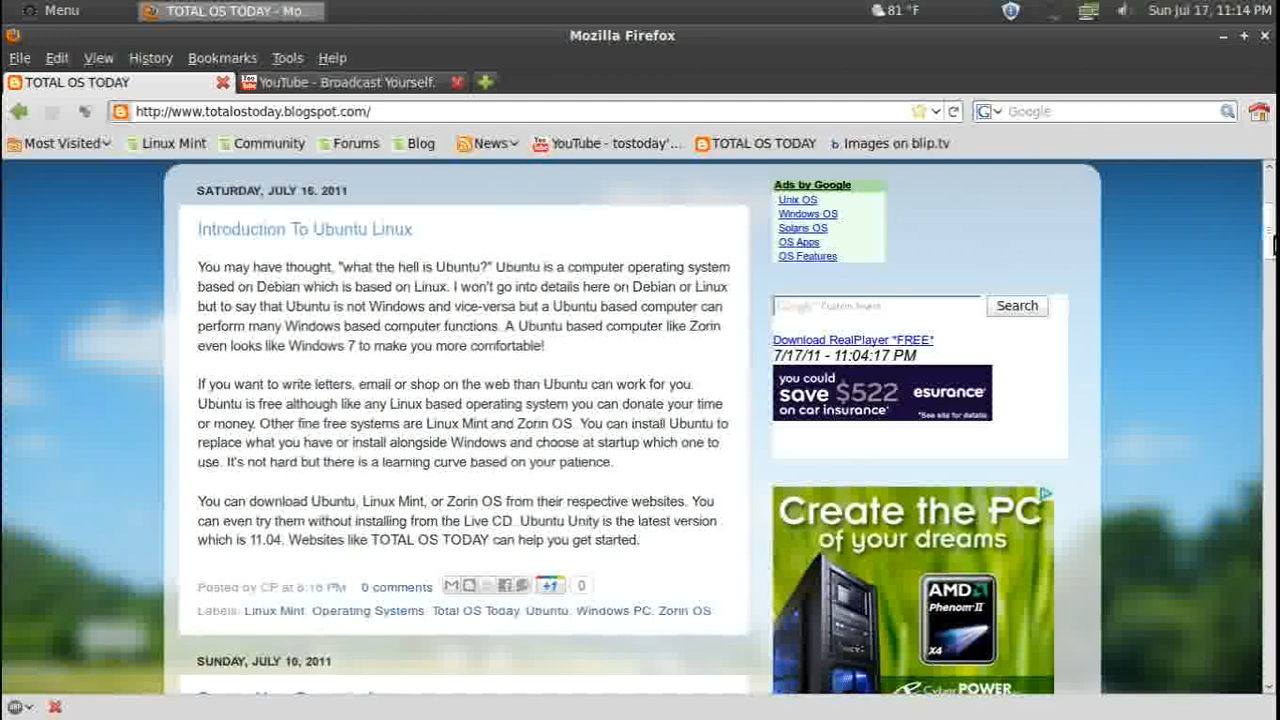 Menu
TOTAL OS TODAY - Mo...
81 °F
Sun Jul 17, 11:14 PM
Mozilla Firefox
File Edit View History Bookmarks Tools Help
TOTAL OS TODAY
YouTube - Broadcast Yourself.
http://www.totalostoday.blogspot.com/
Google
Most Visited
Linux Mint
Community
Forums
Blog
News
YouTube - tostoday'...
TOTAL OS TODAY
Images on blip.tv
SATURDAY, JULY 16, 2011
Introduction To Ubuntu Linux
You may have thought, "what the hell is Ubuntu?" Ubuntu is a computer operating system
based on Debian which is based on Linux. I won't go into details here on Debian or Linux
but to say that Ubuntu is not Windows and vice-versa but a Ubuntu based computer can
perform many Windows based computer functions. A Ubuntu based computer like Zorin
even looks like Windows 7 to make you more comfortable!
If you want to write letters, email or shop on the web than Ubuntu can work for you.
Ubuntu is free although like any Linux based operating system you can donate your time
or money. Other fine free systems are Linux Mint and Zorin OS. You can install Ubuntu to
replace what you have or install alongside Windows and choose at startup which one to
use. It's not hard but there is a learning curve based on your patience.
You can download Ubuntu, Linux Mint, or Zorin OS from their respective websites. You
can even try them without installing from the Live CD. Ubuntu Unity is the latest version
which is 11.04. Websites like TOTAL OS TODAY can help you get started.
Posted by CP at 6:16 PM 0 comments
+1 0
Labels: Linux Mint, Operating Systems, Total OS Today, Ubuntu, Windows PC, Zorin OS
SUNDAY, JULY 10, 2011
Ads by Google
Unix OS
Windows OS
Solaris OS
OS Apps
OS Features
Google™ Custom Search
Search
Download RealPlayer "FREE"
7/17/11 - 11:04:17 PM
you could
save $522
on car insurance*
esurance
*See site for details
Create the PC
of your dreams
AMD
Phenom II
X4
CyberPOWER